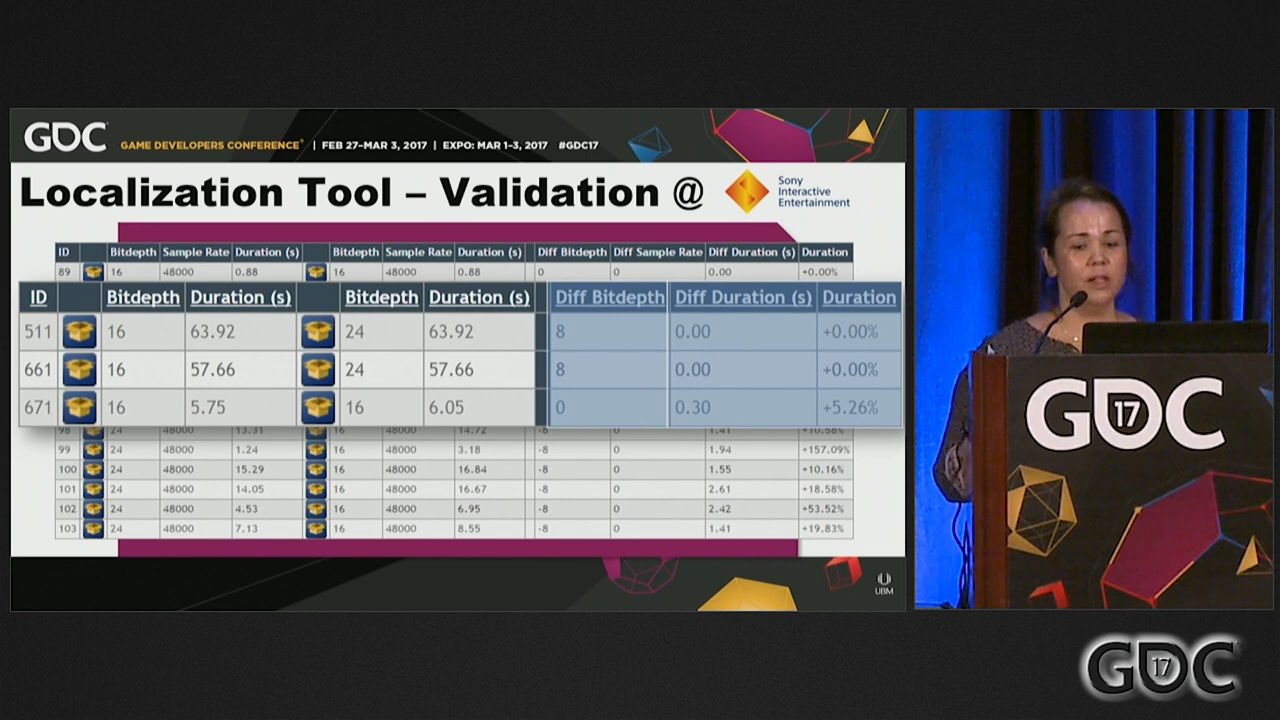 GDC GAME DEVELOPERS CONFERENCE® | FEB 27–MAR 3, 2017 | EXPO: MAR 1–3, 2017 #GDC17
Localization Tool – Validation @ Sony Interactive Entertainment
ID Bitdepth Sample Rate Duration (s) Bitdepth Sample Rate Duration (s) Diff Bitdepth Diff Sample Rate Diff Duration (s) Duration
89 16 48000 0.88 16 48000 0.88 0 0 0.00 +0.00%
ID Bitdepth Duration (s) Bitdepth Duration (s) Diff Bitdepth Diff Duration (s) Duration
511 16 63.92 24 63.92 8 0.00 +0.00%
661 16 57.66 24 57.66 8 0.00 +0.00%
671 16 5.75 16 6.05 0 0.30 +5.26%
98 24 48000 13.31 16 48000 14.72 -8 0 1.41 +10.58%
99 24 48000 1.24 16 48000 3.18 -8 0 1.94 +157.09%
100 24 48000 15.29 16 48000 16.84 -8 0 1.55 +10.16%
101 24 48000 14.05 16 48000 16.67 -8 0 2.61 +18.58%
102 24 48000 4.53 16 48000 6.95 -8 0 2.42 +53.52%
103 24 48000 7.13 16 48000 8.55 -8 0 1.41 +19.83%
UBM
GDC 17
GDC 17